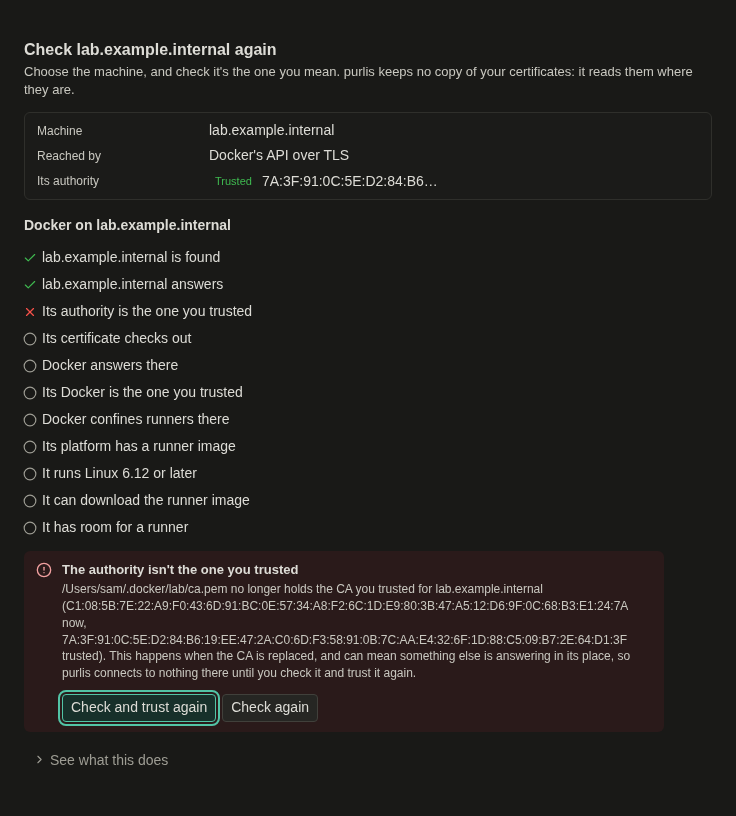 Check lab.example.internal again
Choose the machine, and check it's the one you mean. purlis keeps no copy of your certificates: it reads them where
they are.
Machine lab.example.internal
Reached by Docker's API over TLS
Its authority Trusted 7A:3F:91:0C:5E:D2:84:B6…
Docker on lab.example.internal
lab.example.internal is found
lab.example.internal answers
Its authority is the one you trusted
Its certificate checks out
Docker answers there
Its Docker is the one you trusted
Docker confines runners there
Its platform has a runner image
It runs Linux 6.12 or later
It can download the runner image
It has room for a runner
The authority isn't the one you trusted
/Users/sam/.docker/lab/ca.pem no longer holds the CA you trusted for lab.example.internal
(C1:08:5B:7E:22:A9:F0:43:6D:91:BC:0E:57:34:A8:F2:6C:1D:E9:80:3B:47:A5:12:D6:9F:0C:68:B3:E1:24:7A
now,
7A:3F:91:0C:5E:D2:84:B6:19:EE:47:2A:C0:6D:F3:58:91:0B:7C:AA:E4:32:6F:1D:88:C5:09:B7:2E:64:D1:3F
trusted). This happens when the CA is replaced, and can mean something else is answering in its place, so
purlis connects to nothing there until you check it and trust it again.
Check and trust again Check again
See what this does